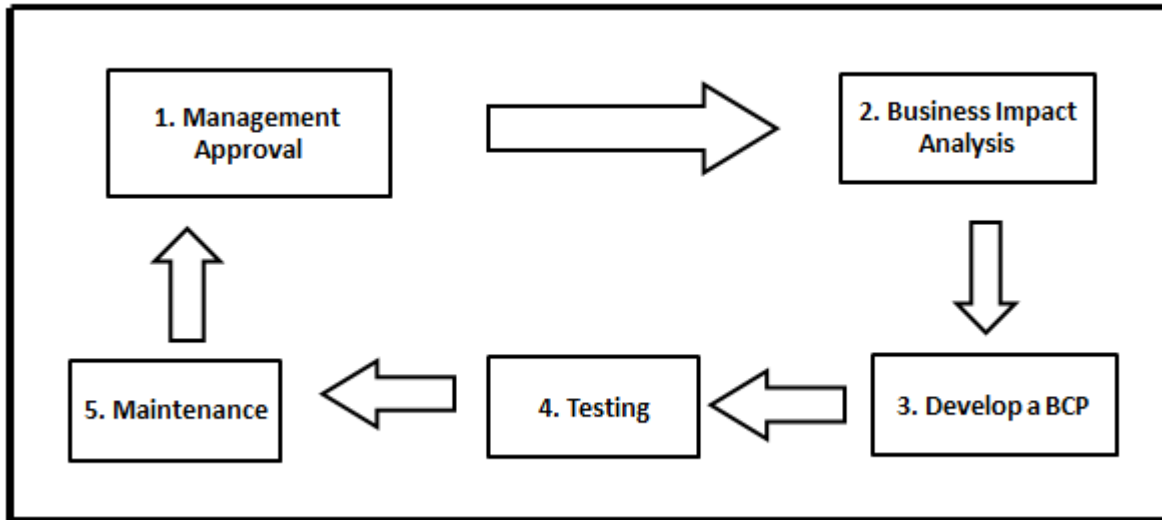 1. Management
Approval
2. Business Impact
Analysis
3. Develop a BCP
4. Testing
5. Maintenance